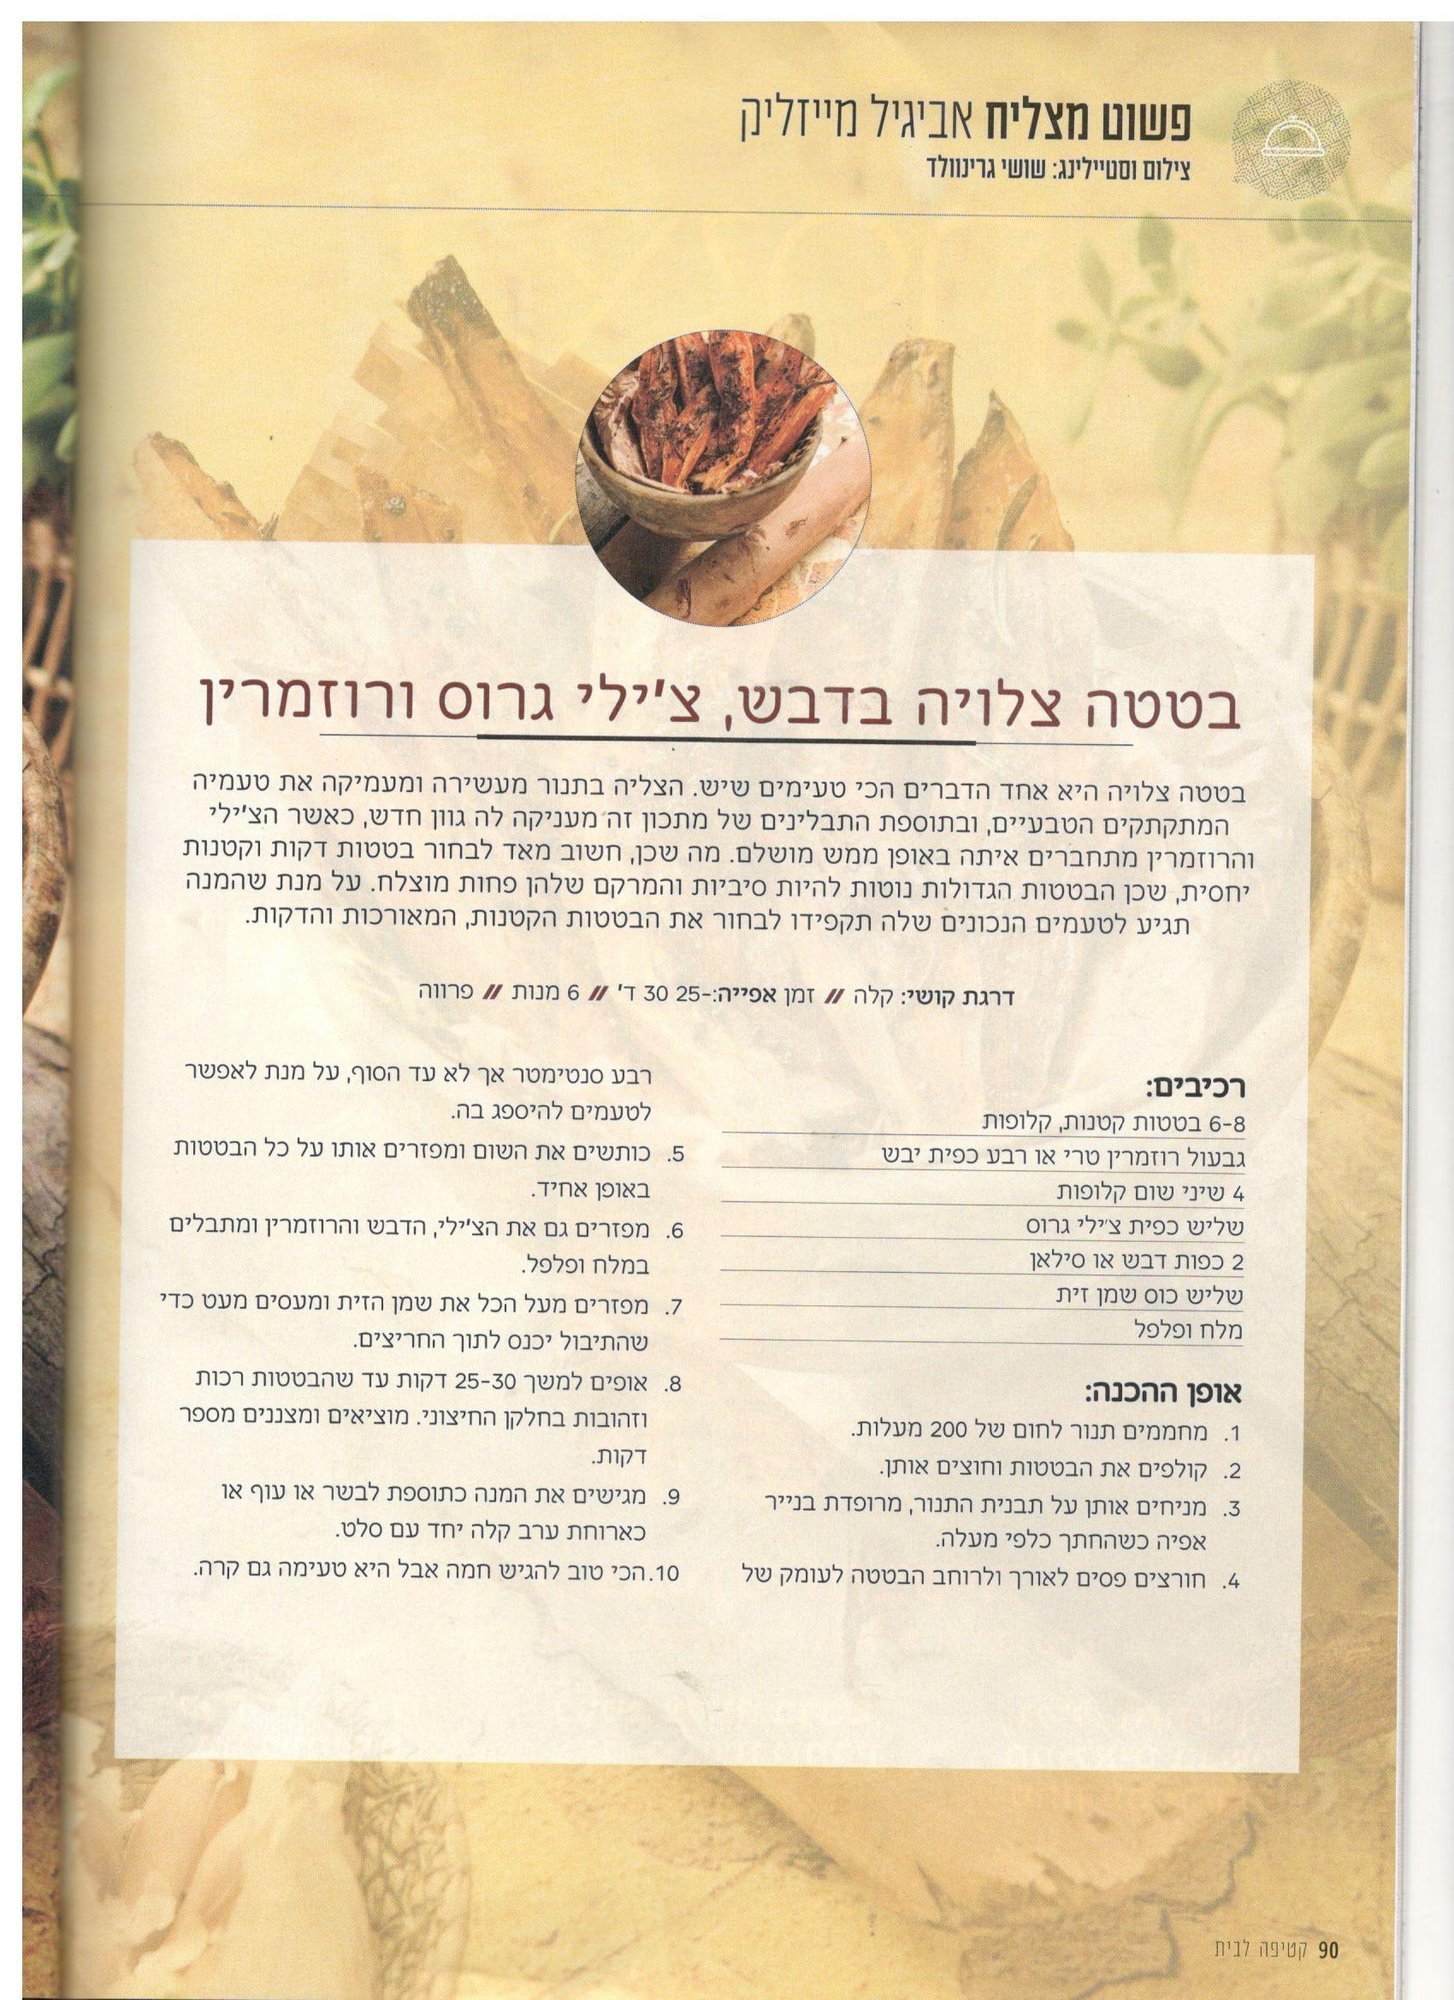 פשוט מצליח אביגיל מייזליק
צילום וסטיילינג: שושי גרינוולד
בטטה צלויה בדבש, צ'ילי גרוס ורוזמרין
בטטה צלויה היא אחד הדברים הכי טעימים שיש. הצליה בתנור מעשירה ומעמיקה את טעמיה
המתקתקים הטבעיים, ובתוספת התבלינים של מתכון זה מעניקה לה גוון חדש, כאשר הצ'ילי
והרוזמרין מתחברים איתה באופן ממש מושלם. מה שכן, חשוב מאד לבחור בטטות דקות וקטנות
יחסית, שכן הבטטות הגדולות נוטות להיות סיביות והמרקם שלהן פחות מוצלח. על מנת שהמנה
תגיע לטעמים הנכונים שלה תקפידו לבחור את הבטטות הקטנות, המאורכות והדקות.
דרגת קושי: קלה // זמן אפייה:-25 30 ד' // 6 מנות // פרווה
רכיבים:
6-8 בטטות קטנות, קלופות
גבעול רוזמרין טרי או רבע כפית יבש
4 שיני שום קלופות
שליש כפית צ'ילי גרוס
2 כפות דבש או סילאן
שליש כוס שמן זית
מלח ופלפל
אופן ההכנה:
1. מחממים תנור לחום של 200 מעלות.
2. קולפים את הבטטות וחוצים אותן.
3. מניחים אותן על תבנית התנור, מרופדת בנייר
אפיה כשהחתך כלפי מעלה.
4. חורצים פסים לאורך ולרוחב הבטטה לעומק של
רבע סנטימטר אך לא עד הסוף, על מנת לאפשר
לטעמים להיספג בה.
5. כותשים את השום ומפזרים אותו על כל הבטטות
באופן אחיד.
6. מפזרים גם את הצ'ילי, הדבש והרוזמרין ומתבלים
במלח ופלפל.
7. מפזרים מעל הכל את שמן הזית ומעסים מעט כדי
שהתיבול יכנס לתוך החריצים.
8. אופים למשך 25-30 דקות עד שהבטטות רכות
וזהובות בחלקן החיצוני. מוציאים ומצננים מספר
דקות.
9. מגישים את המנה כתוספת לבשר או עוף או
כארוחת ערב קלה יחד עם סלט.
10. הכי טוב להגיש חמה אבל היא טעימה גם קרה.
90 קטיפה לבית